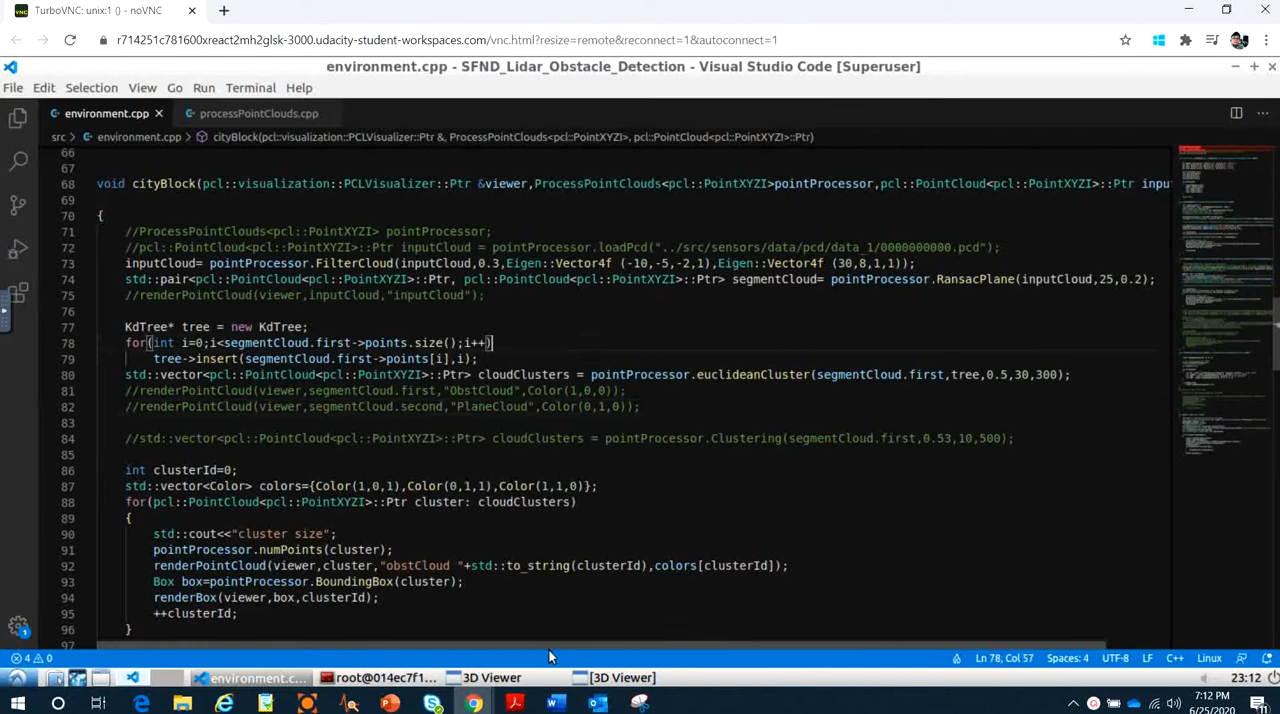 TurboVNC: unix:1 () - noVNC
r714251c781600xreact2mh2glsk-3000.udacity-student-workspaces.com/vnc.html?resize=remote&reconnect=1&autoconnect=1
environment.cpp - SFND_Lidar_Obstacle_Detection - Visual Studio Code [Superuser]
File Edit Selection View Go Run Terminal Help
environment.cpp processPointClouds.cpp
src > environment.cpp > cityBlock(pcl::visualization::PCLVisualizer::Ptr &, ProcessPointClouds<pcl::PointXYZI>, pcl::PointCloud<pcl::PointXYZI>::Ptr)
66
67
68 void cityBlock(pcl::visualization::PCLVisualizer::Ptr &viewer,ProcessPointClouds<pcl::PointXYZI>pointProcessor,pcl::PointCloud<pcl::PointXYZI>::Ptr inpu
69
70 {
71 //ProcessPointClouds<pcl::PointXYZI> pointProcessor;
72 //pcl::PointCloud<pcl::PointXYZI>::Ptr inputCloud = pointProcessor.loadPcd("../src/sensors/data/pcd/data_1/0000000000.pcd");
73 inputCloud= pointProcessor.FilterCloud(inputCloud,0.3,Eigen::Vector4f (-10,-5,-2,1),Eigen::Vector4f (30,8,1,1));
74 std::pair<pcl::PointCloud<pcl::PointXYZI>::Ptr, pcl::PointCloud<pcl::PointXYZI>::Ptr> segmentCloud= pointProcessor.RansacPlane(inputCloud,25,0.2);
75 //renderPointCloud(viewer,inputCloud,"inputCloud");
76
77 KdTree* tree = new KdTree;
78 for(int i=0;i<segmentCloud.first->points.size();i++)
79 tree->insert(segmentCloud.first->points[i],i);
80 std::vector<pcl::PointCloud<pcl::PointXYZI>::Ptr> cloudClusters = pointProcessor.euclideanCluster(segmentCloud.first,tree,0.5,30,300);
81 //renderPointCloud(viewer,segmentCloud.first,"ObstCloud",Color(1,0,0));
82 //renderPointCloud(viewer,segmentCloud.second,"PlaneCloud",Color(0,1,0));
83
84 //std::vector<pcl::PointCloud<pcl::PointXYZI>::Ptr> cloudClusters = pointProcessor.Clustering(segmentCloud.first,0.53,10,500);
85
86 int clusterId=0;
87 std::vector<Color> colors={Color(1,0,1),Color(0,1,1),Color(1,1,0)};
88 for(pcl::PointCloud<pcl::PointXYZI>::Ptr cluster: cloudClusters)
89 {
90 std::cout<<"cluster size";
91 pointProcessor.numPoints(cluster);
92 renderPointCloud(viewer,cluster,"obstCloud "+std::to_string(clusterId),colors[clusterId]);
93 Box box=pointProcessor.BoundingBox(cluster);
94 renderBox(viewer,box,clusterId);
95 ++clusterId;
96 }
97
4 0 Ln 78, Col 57 Spaces: 4 UTF-8 LF C++ Linux
environment.c... root@014ec7f1... 3D Viewer [3D Viewer] 23:12
7:12 PM
6/25/2020